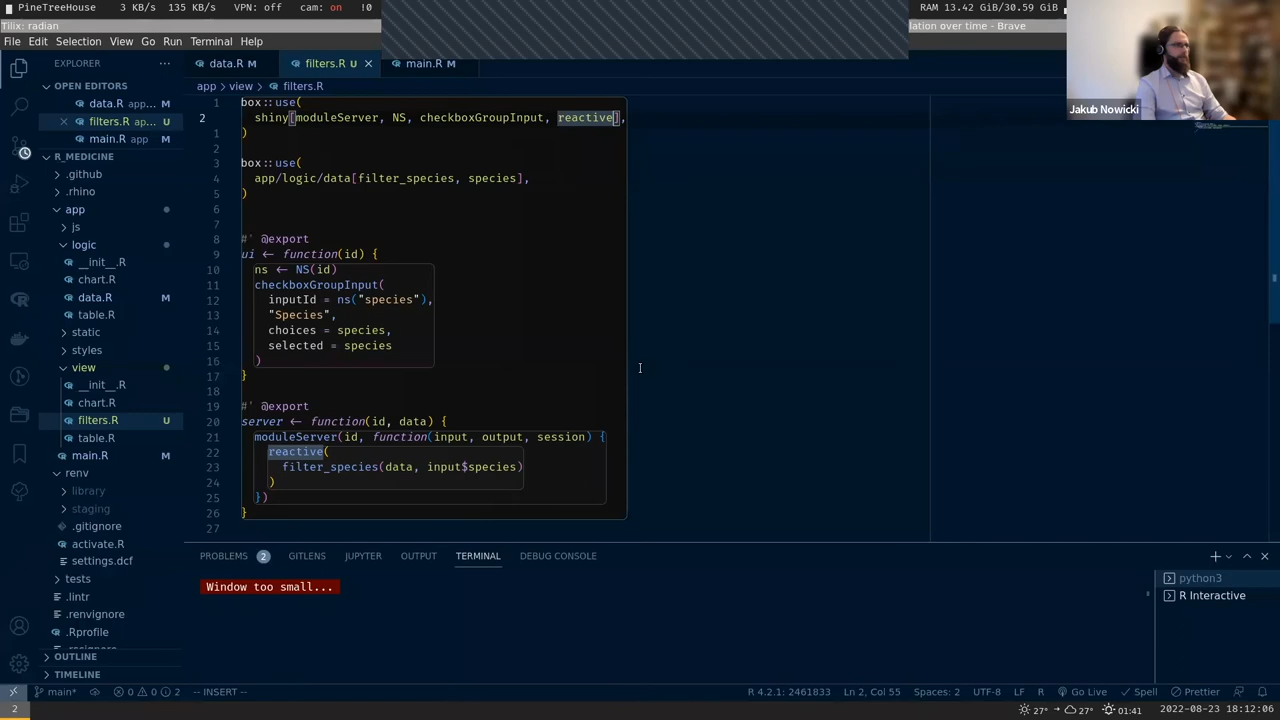 PineTreeHouse
3 KB/s 135 KB/s VPN: off cam: on !0
RAM 13.42 GiB/30.59 GiB
Tilix: radian
lation over time - Brave
File Edit Selection View Go Run Terminal Help
Jakub Nowicki
EXPLORER
data.R M
filters.R U
main.R M
app > view > filters.R
OPEN EDITORS
data.R app... M
filters.R ap... U
main.R app M
R_MEDICINE
.github
.rhino
app
js
logic
__init__.R
chart.R
data.R M
table.R
static
styles
view
__init__.R
chart.R
filters.R U
table.R
main.R
renv
library
staging
.gitignore
activate.R
settings.dcf
tests
.lintr
.renvignore
.Rprofile
OUTLINE
TIMELINE
1 box::use(
2 shiny[moduleServer, NS, checkboxGroupInput, reactive],
)
1
2
3 box::use(
4 app/logic/data[filter_species, species],
5 )
6
7
8 #' @export
9 ui ← function(id) {
10 ns ← NS(id)
11 checkboxGroupInput(
12 inputId = ns("species"),
13 "Species",
14 choices = species,
15 selected = species
16 )
17 }
18
19 #' @export
20 server ← function(id, data) {
21 moduleServer(id, function(input, output, session) {
22 reactive(
23 filter_species(data, input$species)
24 )
25 })
26 }
27
PROBLEMS 2 GITLENS JUPYTER OUTPUT TERMINAL DEBUG CONSOLE
Window too small...
python3
R Interactive
main* 0 0 2 -- INSERT --
R 4.2.1: 2461833 Ln 2, Col 55 Spaces: 2 UTF-8 LF R Go Live Spell Prettier
2
27° → 27° 01:41 2022-08-23 18:12:06